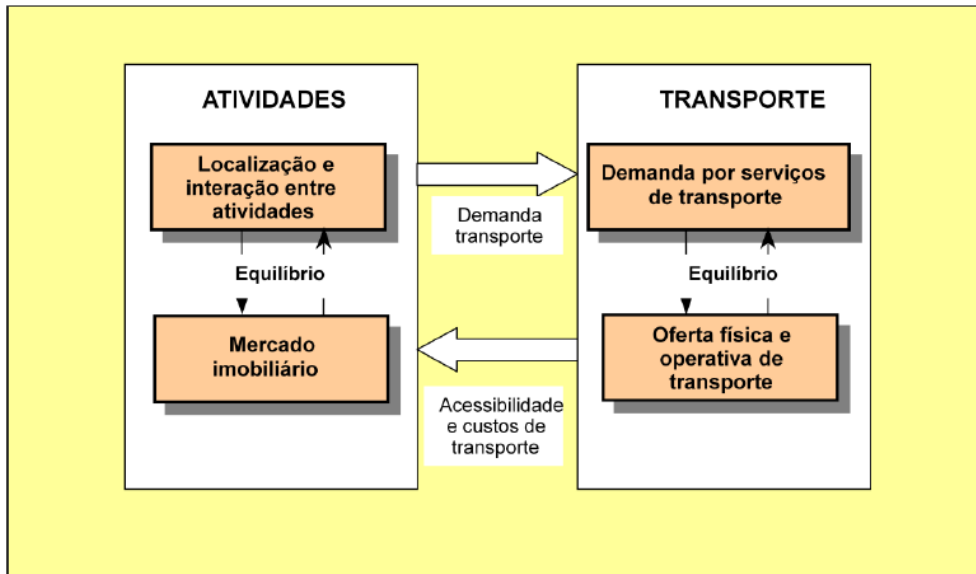 ATIVIDADES
Localização e
interação entre
atividades
Equilíbrio
Mercado
imobiliário
Demanda
transporte
Acessibilidade
e custos de
transporte
TRANSPORTE
Demanda por serviços
de transporte
Equilíbrio
Oferta física e
operativa de
transporte